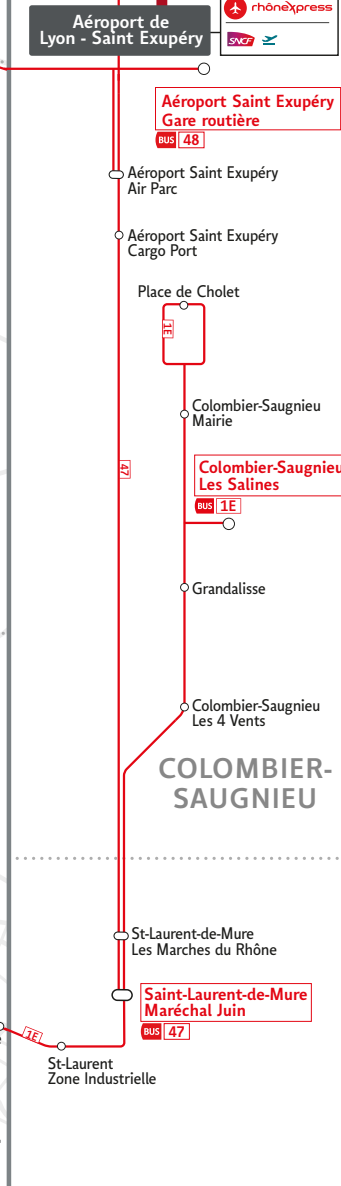 Aéroport de
Lyon - Saint Exupéry
rhônexpress
SNCF
Aéroport Saint Exupéry
Gare routière
BUS 48
Aéroport Saint Exupéry
Air Parc
Aéroport Saint Exupéry
Cargo Port
Place de Cholet
1E
Colombier-Saugnieu
Mairie
47
Colombier-Saugnieu
Les Salines
BUS 1E
Grandalisse
Colombier-Saugnieu
Les 4 Vents
COLOMBIER-
SAUGNIEU
St-Laurent-de-Mure
Les Marches du Rhône
Saint-Laurent-de-Mure
Maréchal Juin
BUS 47
1E
St-Laurent
Zone Industrielle